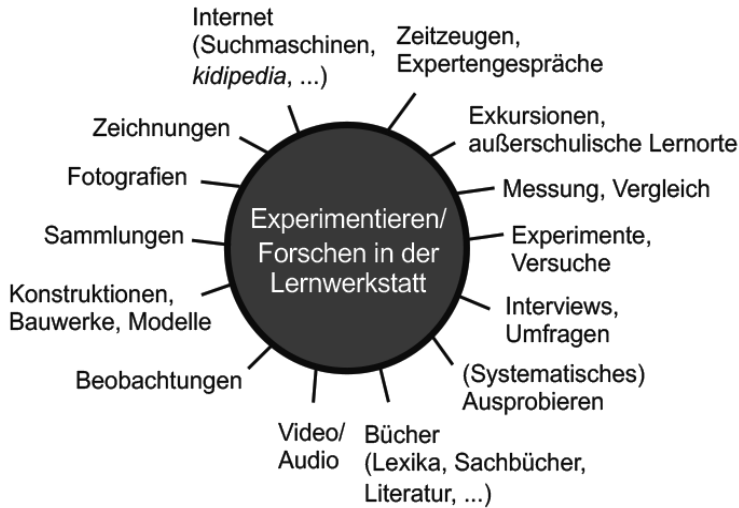 Internet
(Suchmaschinen,
kidipedia, ...)
Zeitzeugen,
Expertengespräche
Exkursionen,
außerschulische Lernorte
Messung, Vergleich
Experimente,
Versuche
Interviews,
Umfragen
(Systematisches)
Ausprobieren
Bücher
(Lexika, Sachbücher,
Literatur, ...)
Video/
Audio
Beobachtungen
Konstruktionen,
Bauwerke, Modelle
Sammlungen
Fotografien
Zeichnungen
Experimentieren/
Forschen in der
Lernwerkstatt